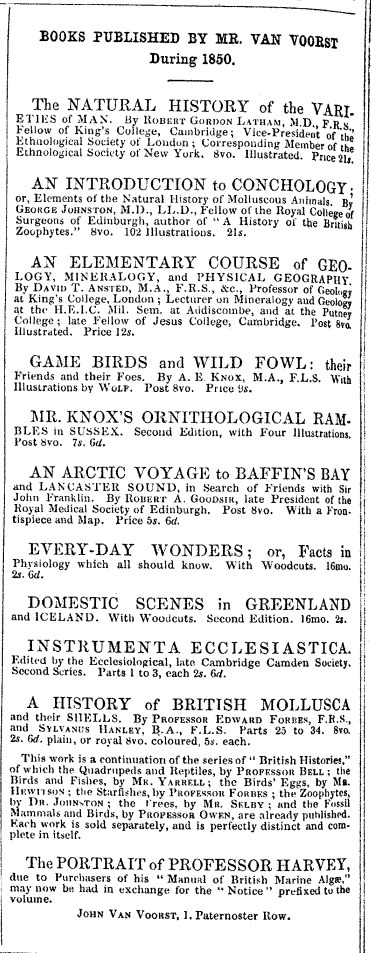 BOOKS PUBLISHED BY MR. VAN VOORST
During 1850.
The NATURAL HISTORY of the VARI-
ETIES of MAN. By ROBERT GORDON LATHAM, M.D., F.R.S.,
Fellow of King's College, Cambridge; Vice-President of the
Ethnological Society of London; Corresponding Member of the
Ethnological Society of New York. 8vo. Illustrated. Price 21s.
AN INTRODUCTION to CONCHOLOGY;
or, Elements of the Natural History of Molluscous Animals. By
GEORGE JOHNSTON, M.D., LL.D., Fellow of the Royal College of
Surgeons of Edinburgh, author of "A History of the British
Zoophytes." 8vo. 102 Illustrations. 21s.
AN ELEMENTARY COURSE of GEO-
LOGY, MINERALOGY, and PHYSICAL GEOGRAPHY.
By DAVID T. ANSTED, M.A., F.R.S., &c., Professor of Geology
at King's College, London; Lecturer on Mineralogy and Geology
at the H.E.I.C. Mil. Sem. at Addiscombe, and at the Putney
College; late Fellow of Jesus College, Cambridge. Post 8vo.
Illustrated. Price 12s.
GAME BIRDS and WILD FOWL: their
Friends and their Foes. By A. E. KNOX, M.A., F.L.S. With
Illustrations by WOLF. Post 8vo. Price 9s.
MR. KNOX'S ORNITHOLOGICAL RAM-
BLES in SUSSEX. Second Edition, with Four Illustrations.
Post 8vo. 7s. 6d.
AN ARCTIC VOYAGE to BAFFIN'S BAY
and LANCASTER SOUND, in Search of Friends with Sir
John Franklin. By ROBERT A. GOODSIR, late President of the
Royal Medical Society of Edinburgh. Post 8vo. With a Fron-
tispiece and Map. Price 5s. 6d.
EVERY-DAY WONDERS; or, Facts in
Physiology which all should know. With Woodcuts. 16mo.
2s. 6d.
DOMESTIC SCENES in GREENLAND
and ICELAND. With Woodcuts. Second Edition. 16mo. 2s.
INSTRUMENTA ECCLESIASTICA.
Edited by the Ecclesiological, late Cambridge Camden Society.
Second Series. Parts 1 to 3, each 2s. 6d.
A HISTORY of BRITISH MOLLUSCA
and their SHELLS. By PROFESSOR EDWARD FORBES, F.R.S.,
and SYLVANUS HANLEY, B.A., F.L.S. Parts 25 to 34. 8vo.
2s. 6d. plain, or royal 8vo. coloured, 5s. each.
This work is a continuation of the series of "British Histories,"
of which the Quadrupeds and Reptiles, by PROFESSOR BELL; the
Birds and Fishes, by MR. YARRELL; the Birds' Eggs, by MR.
HEWITSON; the Starfishes, by PROFESSOR FORBES; the Zoophytes,
by DR. JOHNSTON; the Trees, by MR. SELBY; and the Fossil
Mammals and Birds, by PROFESSOR OWEN, are already published.
Each work is sold separately, and is perfectly distinct and com-
plete in itself.
The PORTRAIT of PROFESSOR HARVEY,
due to Purchasers of his "Manual of British Marine Algæ,"
may now be had in exchange for the "Notice" prefixed to the
volume.
JOHN VAN VOORST, 1. Paternoster Row.